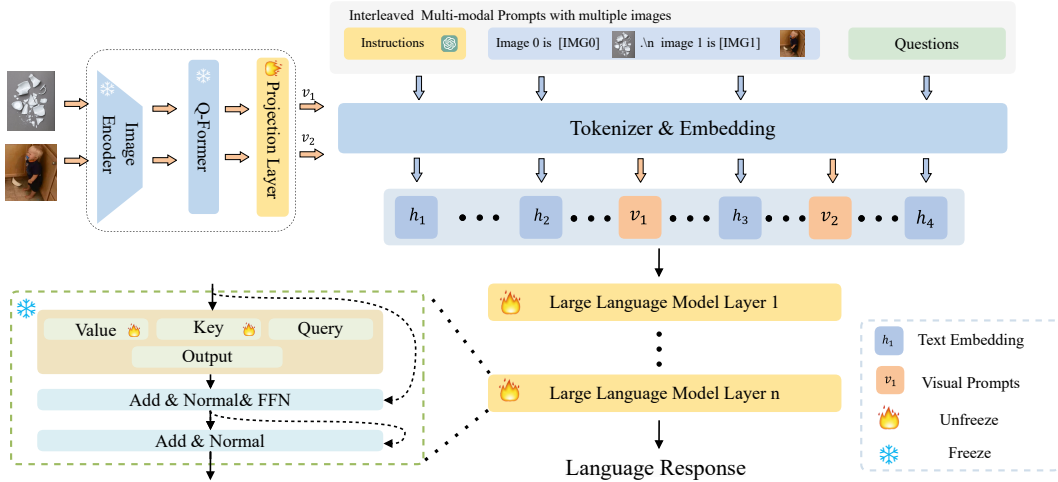 Interleaved Multi-modal Prompts with multiple images
Instructions
Image 0 is [IMG0] .\n image 1 is [IMG1]
Questions
Image Encoder
Q-Former
Projection Layer
v₁
v₂
Tokenizer & Embedding
h₁ • • • h₂ • • • v₁ • • • h₃ • • • v₂ • • • h₄
Large Language Model Layer 1
Large Language Model Layer n
Language Response
Value
Key
Query
Output
Add & Normal& FFN
Add & Normal
h₁ Text Embedding
v₁ Visual Prompts
Unfreeze
Freeze